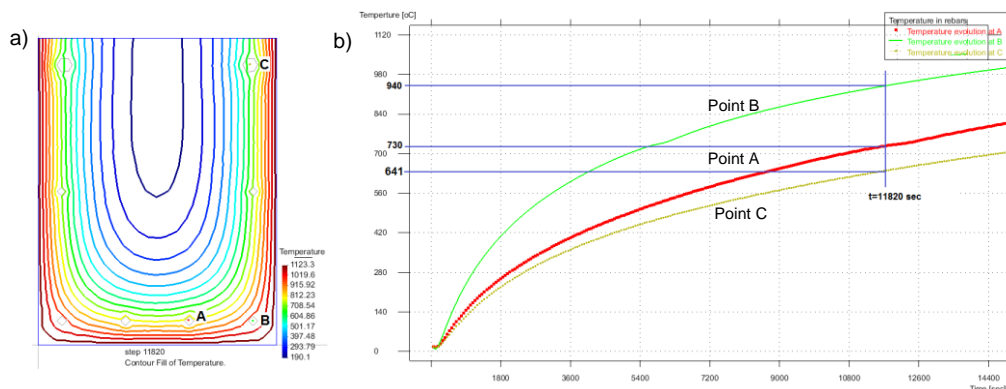 a)
C
A
B
step 11820
Contour Fill of Temperature.
Temperature
1123.3
1019.6
915.92
812.23
708.54
604.86
501.17
397.48
293.79
190.1
b)
Temperture [oC]
1120
980
940
840
730
700
641
560
420
280
140
0
Temperature in rebars
Temperature evolution at A
Temperature evolution at B
Temperature evolution at C
Point B
Point A
Point C
t=11820 sec
1800 3600 5400 7200 9000 10800 12600 14400
Time [sec]